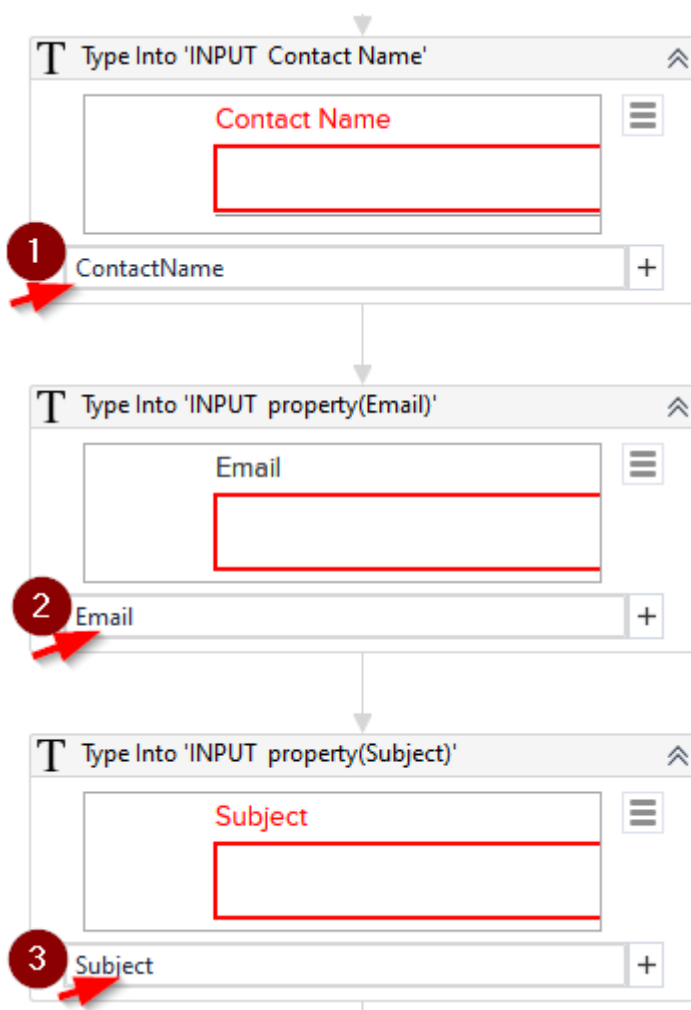 T Type Into 'INPUT Contact Name'
Contact Name
1
ContactName
+
T Type Into 'INPUT property(Email)'
Email
2
Email
+
T Type Into 'INPUT property(Subject)'
Subject
3
Subject
+